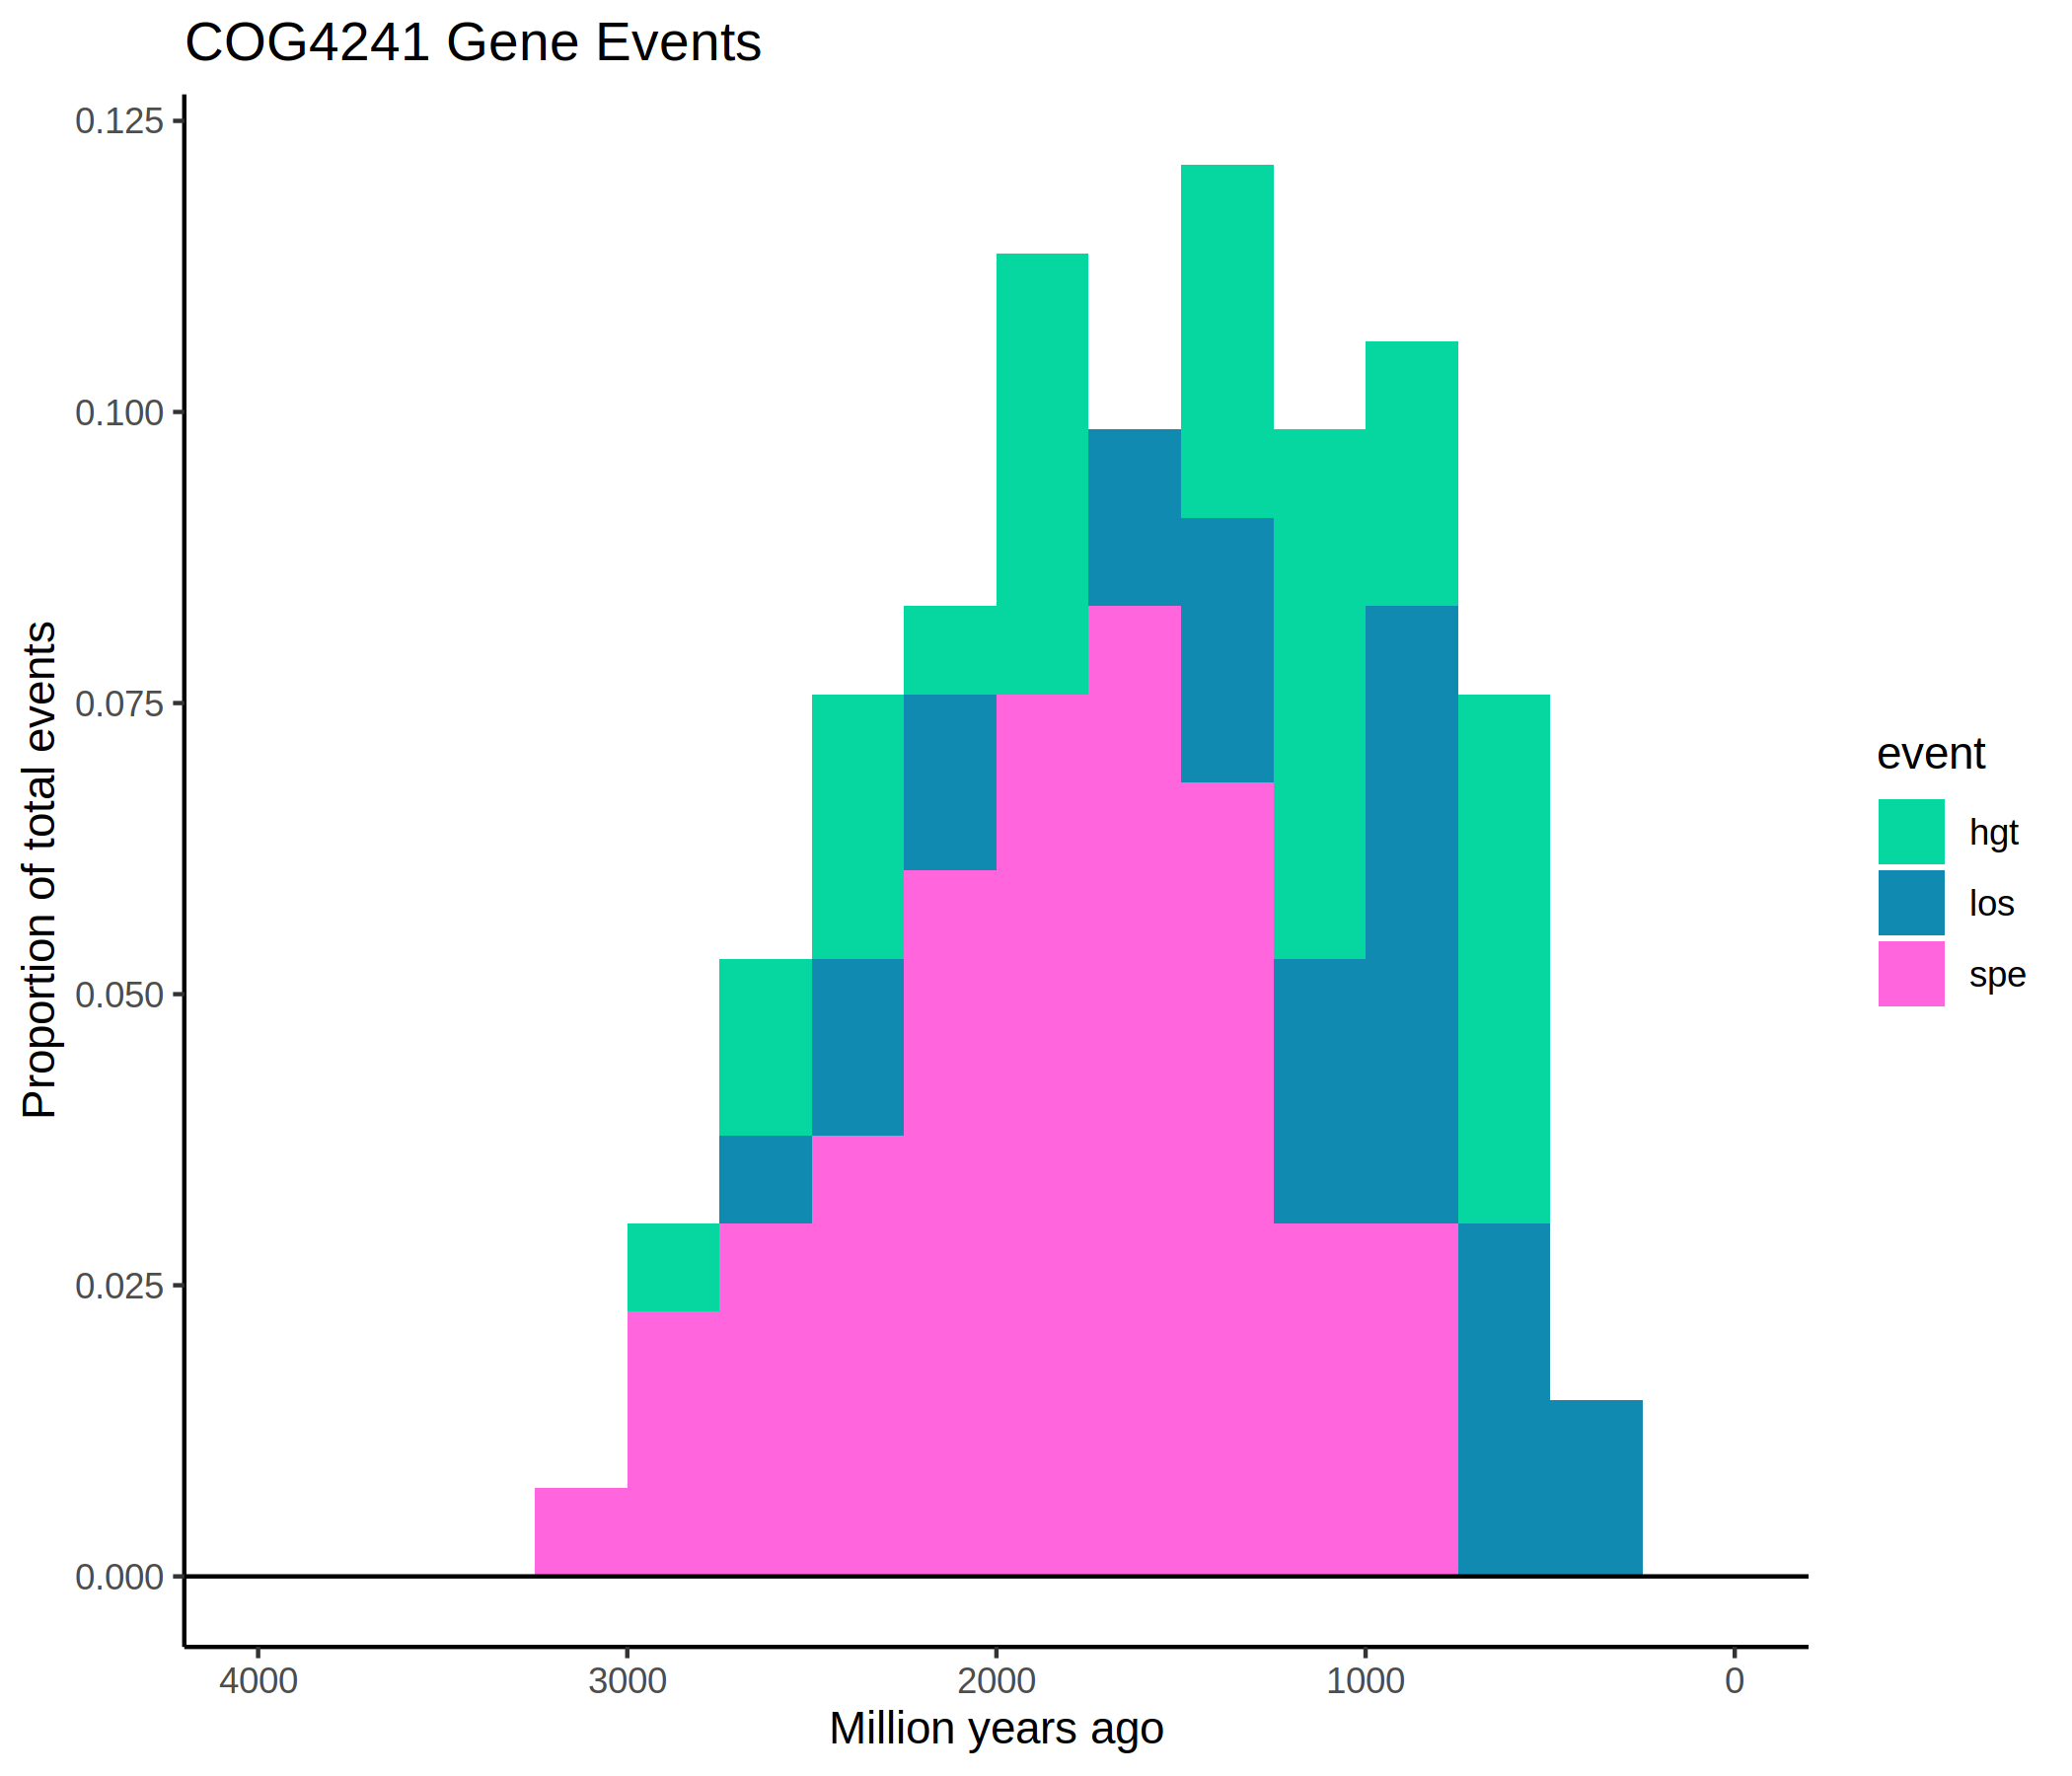 COG4241 Gene Events
Proportion of total events
0.125
0.100
0.075
0.050
0.025
0.000
4000 3000 2000 1000 0
Million years ago
event
hgt
los
spe